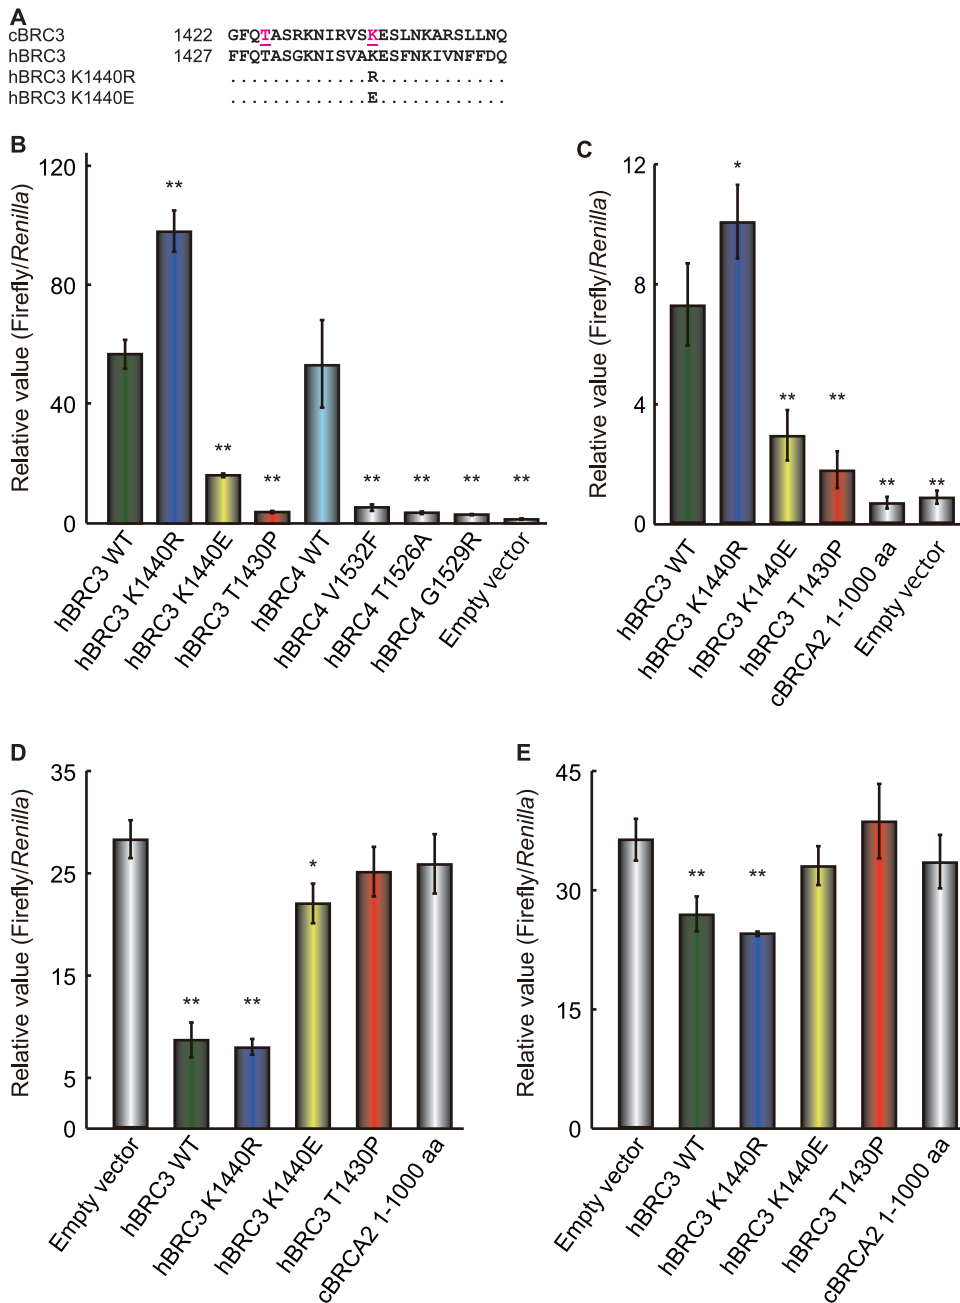 A
cBRC3 1422 GFQTASRKNIRVSKESLNKARSLLNQ
hBRC3 1427 FFQTASGKNISVAKESFNKIVNFFDQ
hBRC3 K1440R .............R............
hBRC3 K1440E .............E............
B
Relative value (Firefly/Renilla)
120
80
40
0
**
**
**
**
**
**
**
hBRC3 WT
hBRC3 K1440R
hBRC3 K1440E
hBRC3 T1430P
hBRC4 WT
hBRC4 V1532F
hBRC4 T1526A
hBRC4 G1529R
Empty vector
C
Relative value (Firefly/Renilla)
12
8
4
0
*
**
**
**
**
hBRC3 WT
hBRC3 K1440R
hBRC3 K1440E
hBRC3 T1430P
cBRCA2 1-1000 aa
Empty vector
D
Relative value (Firefly/Renilla)
35
25
15
5
0
**
**
*
Empty vector
hBRC3 WT
hBRC3 K1440R
hBRC3 K1440E
hBRC3 T1430P
cBRCA2 1-1000 aa
E
Relative value (Firefly/Renilla)
45
30
15
0
**
**
Empty vector
hBRC3 WT
hBRC3 K1440R
hBRC3 K1440E
hBRC3 T1430P
cBRCA2 1-1000 aa